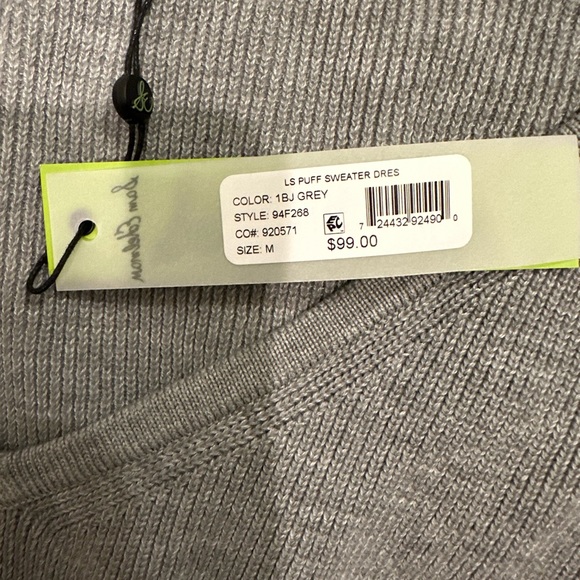 LS PUFF SWEATER DRES
COLOR: 1BJ GREY
STYLE: 94F268
CO#: 920571
SIZE: M
7 24432 92490 0
$99.00
Sam Edelman